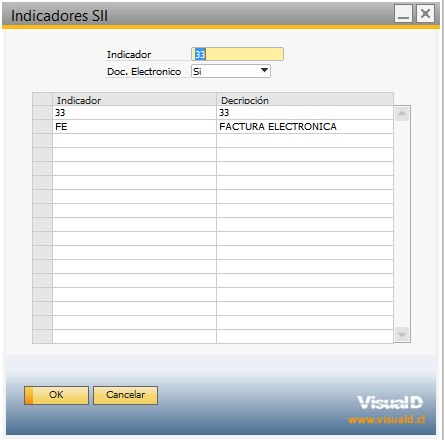 Indicadores SII
Indicador 33
Doc. Electronico Si
Indicador Decripción
33 33
FE FACTURA ELECTRONICA
OK Cancelar
VisualD
www.visuald.cl